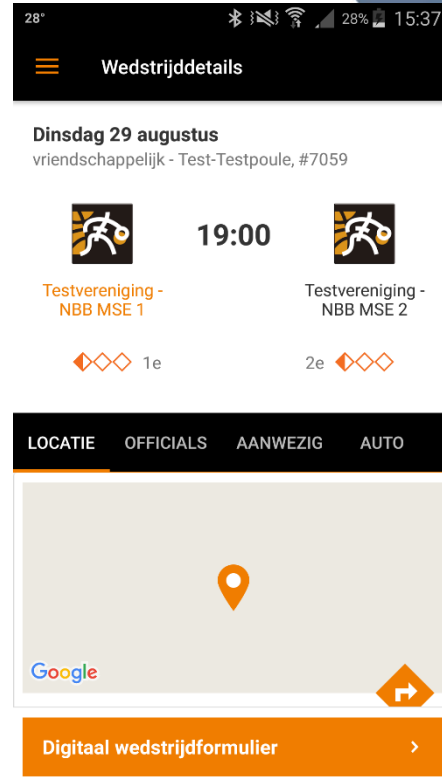 28°
28% 15:37
Wedstrijddetails
Dinsdag 29 augustus
vriendschappelijk - Test-Testpoule, #7059
19:00
Testvereniging -
NBB MSE 1
Testvereniging -
NBB MSE 2
1e
2e
LOCATIE OFFICIALS AANWEZIG AUTO
Google
Digitaal wedstrijdformulier